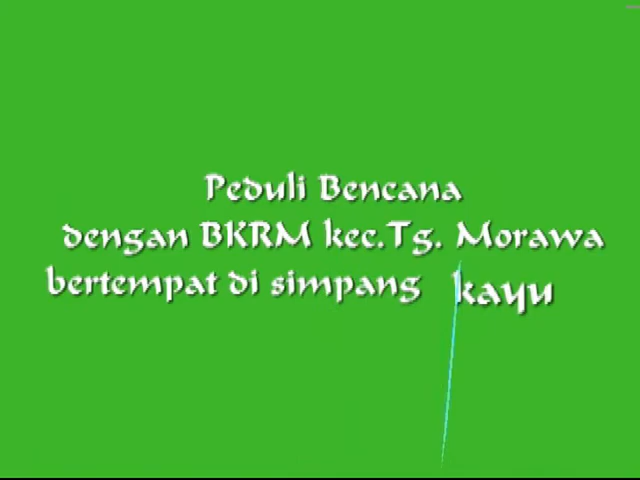 Peduli Bencana
dengan BKRM kec.Tg. Morawa
bertempat di simpang kayu